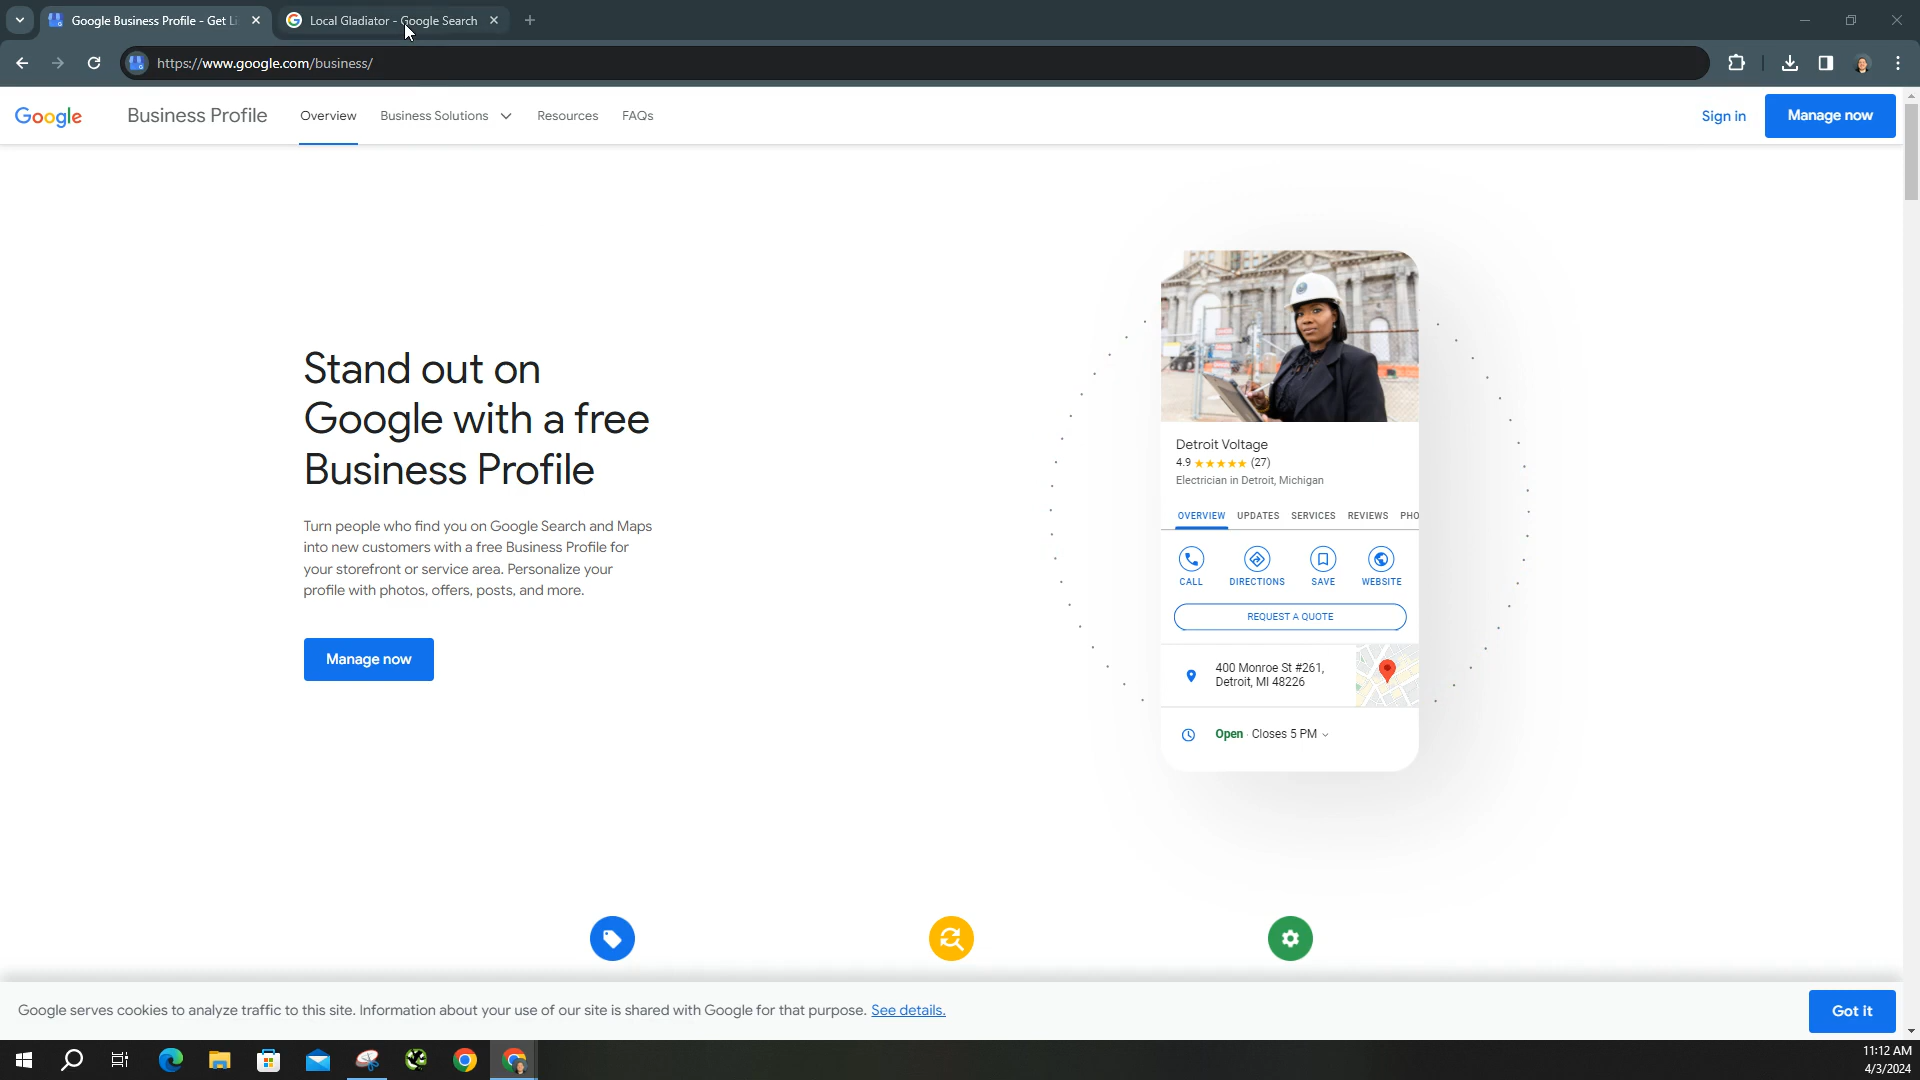 Google Business Profile - Get Li
Local Gladiator - Google Search
https://www.google.com/business/
Google
Business Profile
Overview
Business Solutions
Resources
FAQs
Sign in
Manage now
Stand out on
Google with a free
Business Profile
Turn people who find you on Google Search and Maps
into new customers with a free Business Profile for
your storefront or service area. Personalize your
profile with photos, offers, posts, and more.
Manage now
Detroit Voltage
4.9 ★★★★★ (27)
Electrician in Detroit, Michigan
OVERVIEW UPDATES SERVICES REVIEWS PHO
CALL DIRECTIONS SAVE WEBSITE
REQUEST A QUOTE
400 Monroe St #261,
Detroit, MI 48226
Open · Closes 5 PM
Google serves cookies to analyze traffic to this site. Information about your use of our site is shared with Google for that purpose. See details.
Got it
11:12 AM
4/3/2024